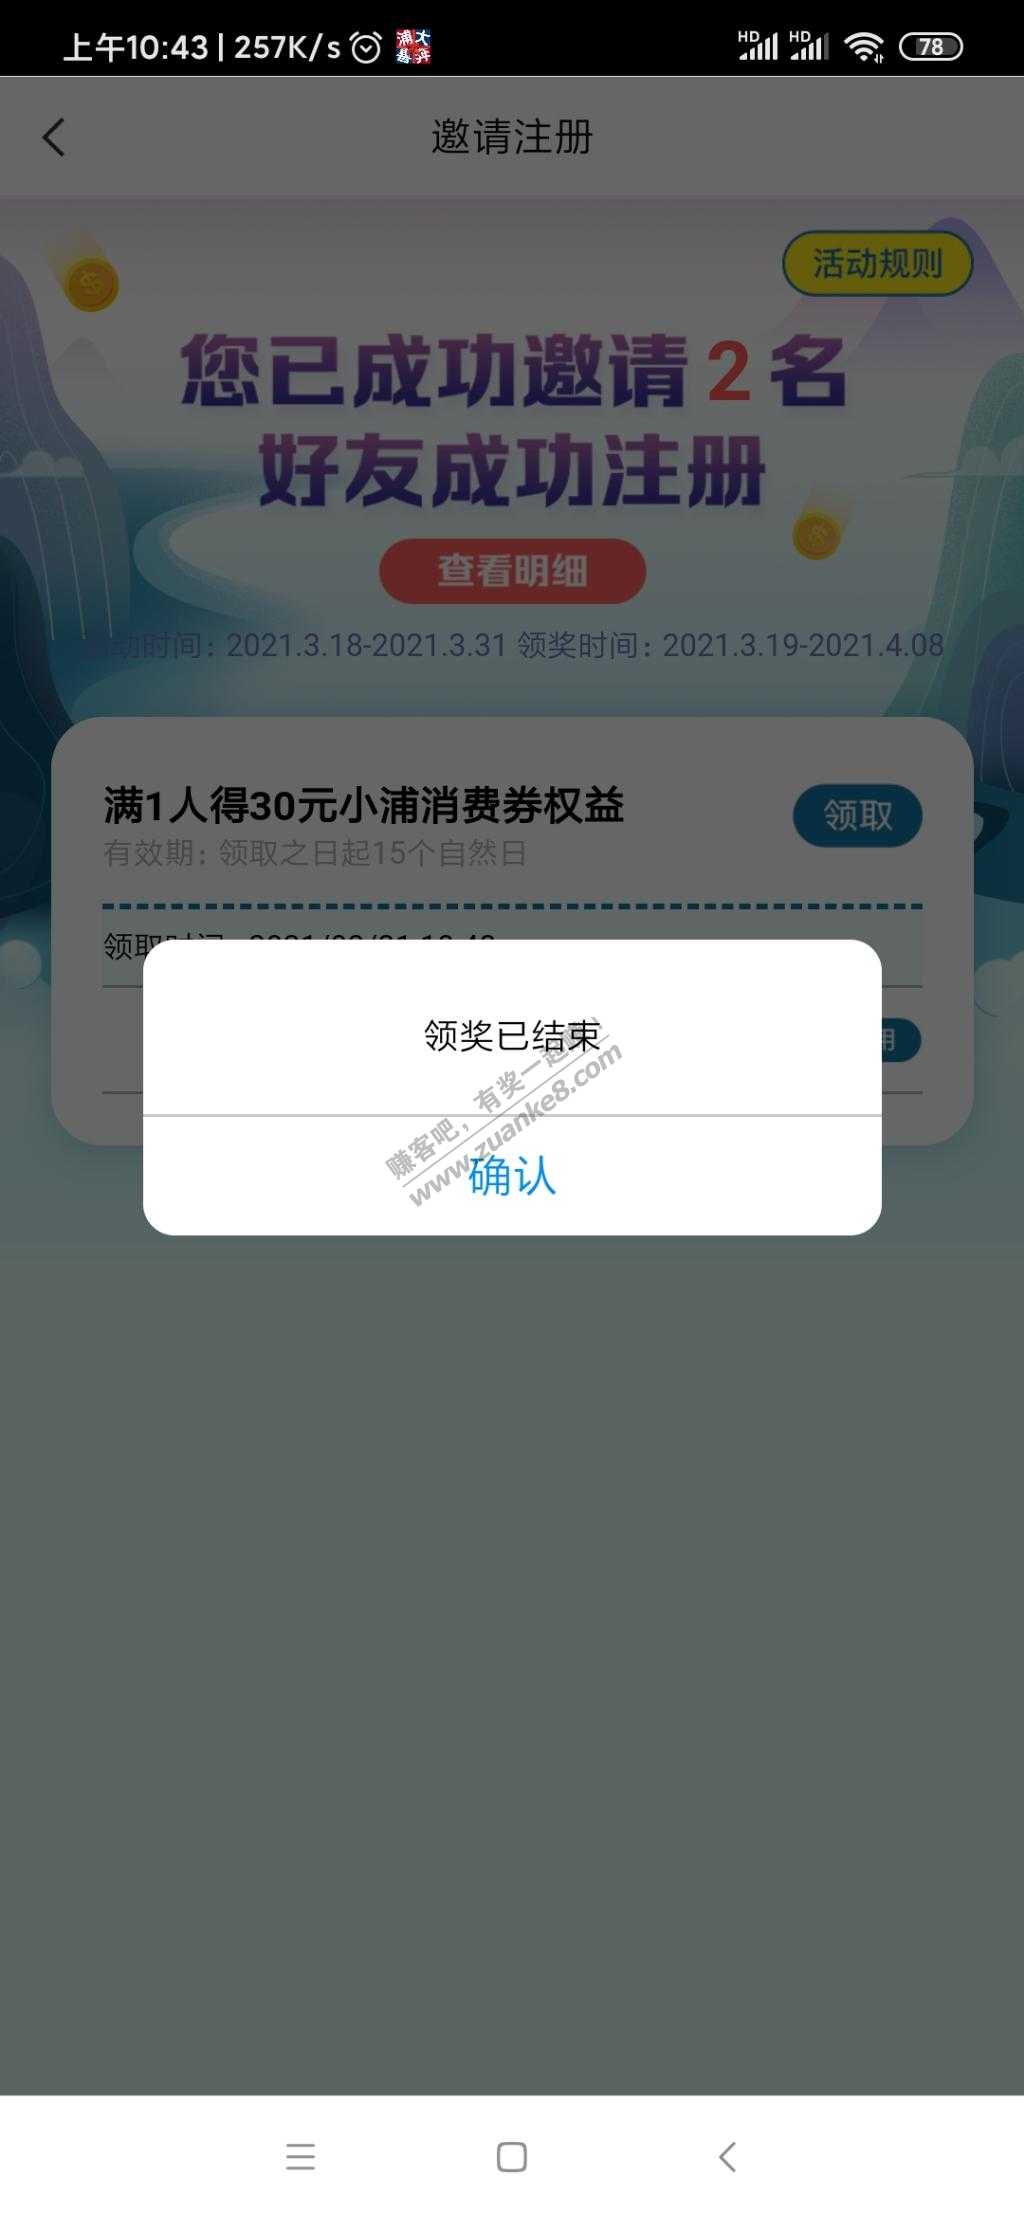 上午10:43 | 257K/s
HD HD 78
邀请注册
活动规则
您已成功邀请2名
好友成功注册
查看明细
动时间：2021.3.18-2021.3.31 领奖时间：2021.3.19-2021.4.08
满1人得30元小浦消费券权益
领取
有效期：领取之日起15个自然日
领取时间
领奖已结束
用
赚客吧，有奖一起
www.zuanke8.com
确认